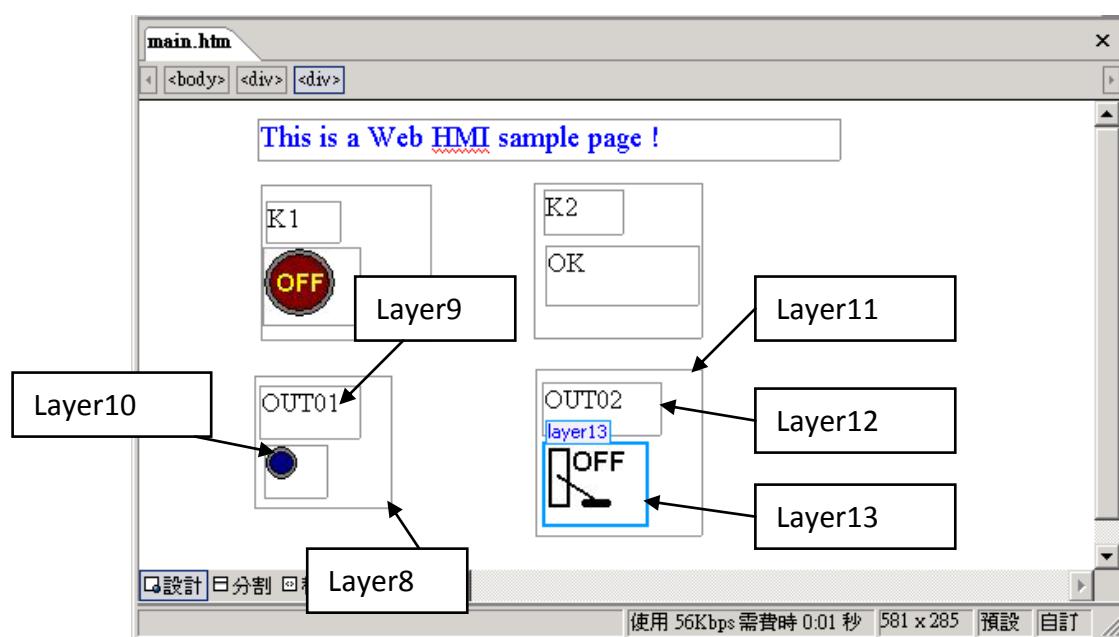 main.htm
<body> <div> <div>
This is a Web HMI sample page !
K1
OFF
K2
OK
Layer9
Layer11
Layer10
OUT01
OUT02
layer13
OFF
Layer12
Layer13
Layer8
設計 分割
使用 56Kbps 需費時 0:01 秒 581 x 285 預設 自訂